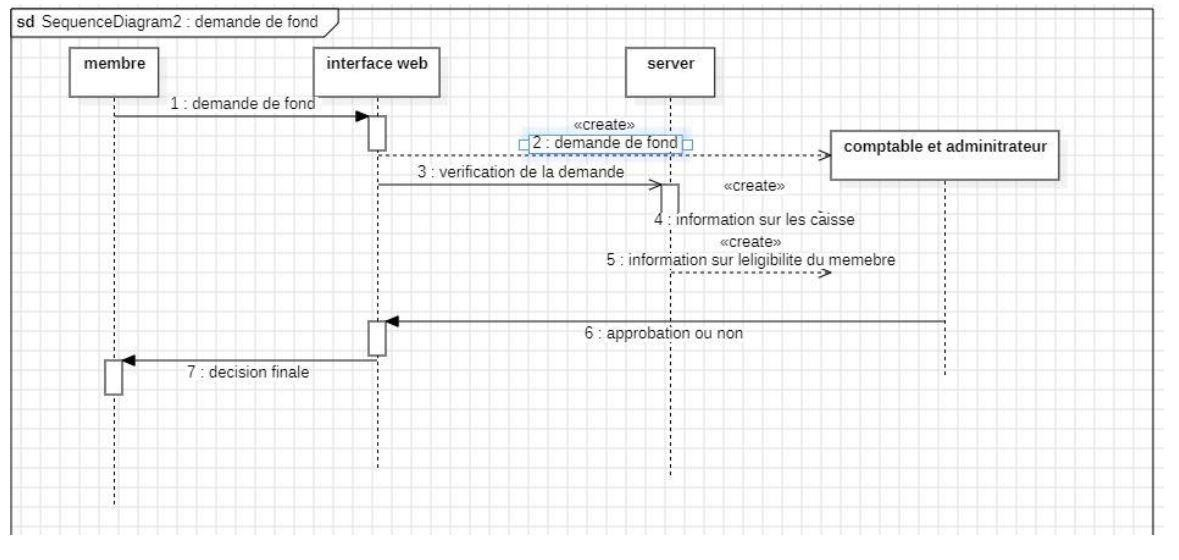 sd SequenceDiagram2 : demande de fond
membre
interface web
server
1 : demande de fond
«create»
2 : demande de fond
comptable et adminitrateur
3 : verification de la demande
«create»
4 : information sur les caisse
«create»
5 : information sur leligibilite du memebre
6 : approbation ou non
7 : decision finale